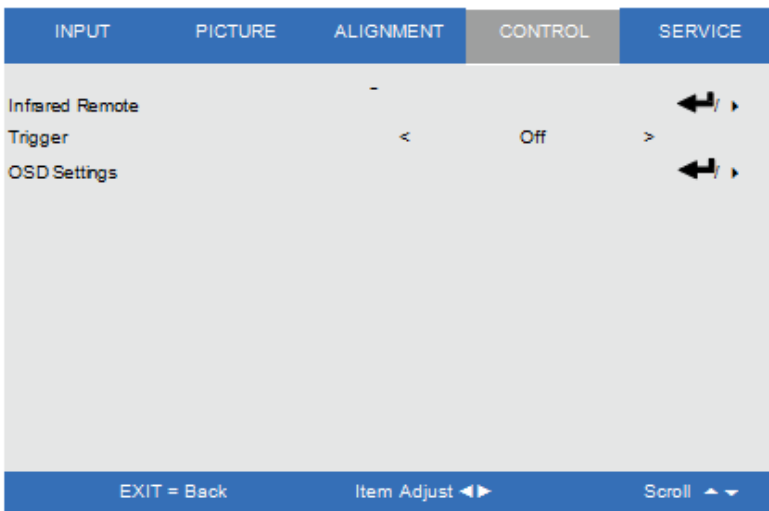 INPUT PICTURE ALIGNMENT CONTROL SERVICE
-
Infrared Remote ↵/ ▸
Trigger < Off >
OSD Settings ↵/ ▸
EXIT = Back Item Adjust ◀▶ Scroll ▲▼